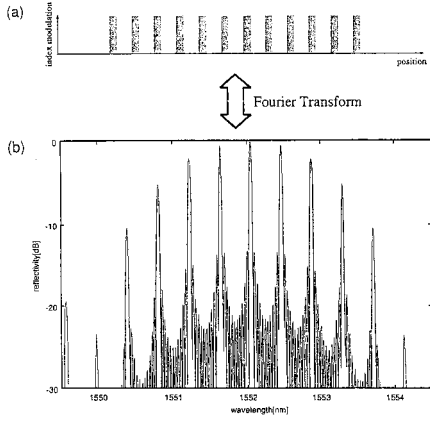 (a)
index modulation
position
Fourier Transform
(b)
0
-10
-20
-30
reflectivity[dB]
1550
1551
1552
1553
1554
wavelength[nm]